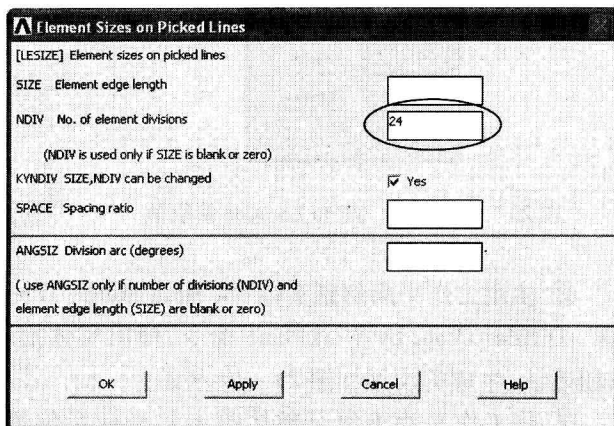 Element Sizes on Picked Lines
[LESIZE] Element sizes on picked lines
SIZE Element edge length
NDIV No. of element divisions
24
(NDIV is used only if SIZE is blank or zero)
KYNDIV SIZE,NDIV can be changed
Yes
SPACE Spacing ratio
ANGSIZ Division arc (degrees)
( use ANGSIZ only if number of divisions (NDIV) and
element edge length (SIZE) are blank or zero)
OK Apply Cancel Help